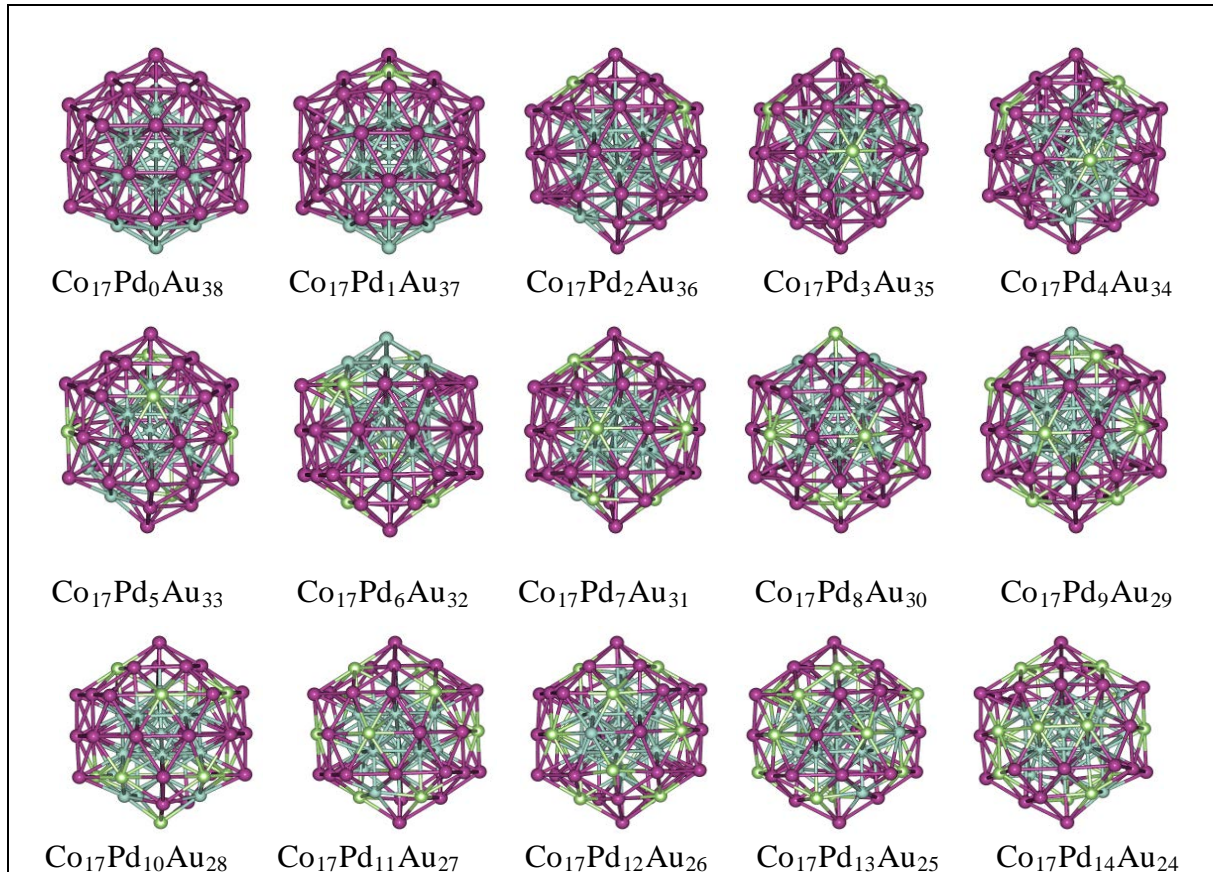 Co₁₇Pd₀Au₃₈ Co₁₇Pd₁Au₃₇ Co₁₇Pd₂Au₃₆ Co₁₇Pd₃Au₃₅ Co₁₇Pd₄Au₃₄
Co₁₇Pd₅Au₃₃ Co₁₇Pd₆Au₃₂ Co₁₇Pd₇Au₃₁ Co₁₇Pd₈Au₃₀ Co₁₇Pd₉Au₂₉
Co₁₇Pd₁₀Au₂₈ Co₁₇Pd₁₁Au₂₇ Co₁₇Pd₁₂Au₂₆ Co₁₇Pd₁₃Au₂₅ Co₁₇Pd₁₄Au₂₄